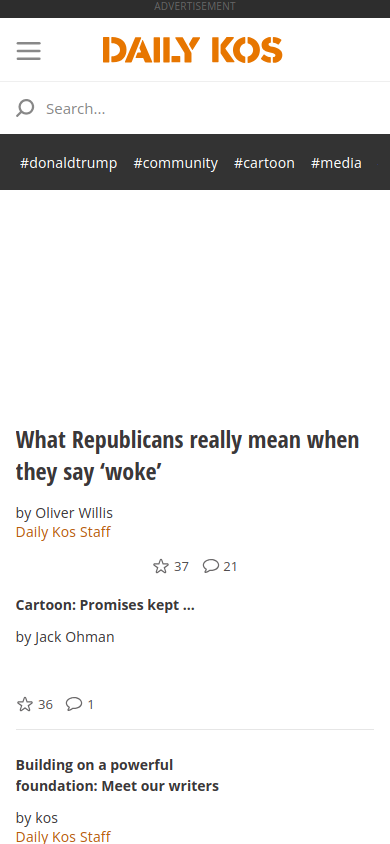 ADVERTISEMENT
DAILY KOS
Search...
#donaldtrump #community #cartoon #media
What Republicans really mean when
they say ‘woke’
by Oliver Willis
Daily Kos Staff
37 21
Cartoon: Promises kept ...
by Jack Ohman
36 1
Building on a powerful
foundation: Meet our writers
by kos
Daily Kos Staff